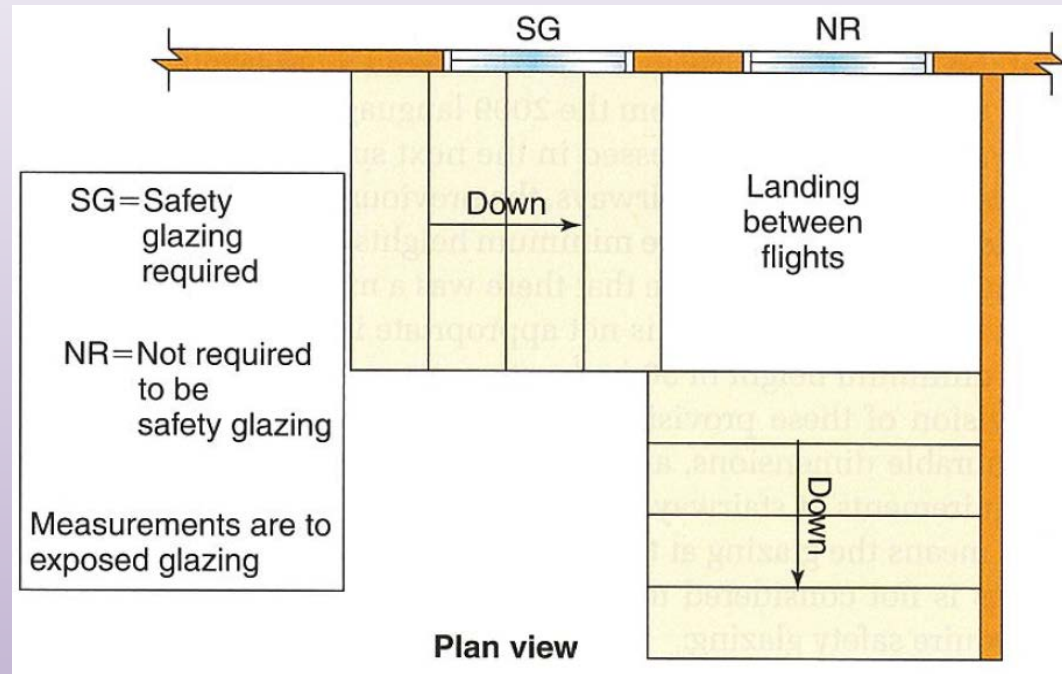 SG
NR
SG=Safety
glazing
required
NR=Not required
to be
safety glazing
Measurements are to
exposed glazing
Down
Landing
between
flights
Down
Plan view